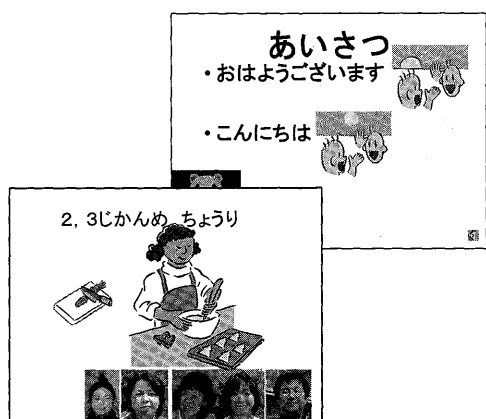 あいさつ
・おはようございます
・こんにちは
2，3じかんめ ちょうり